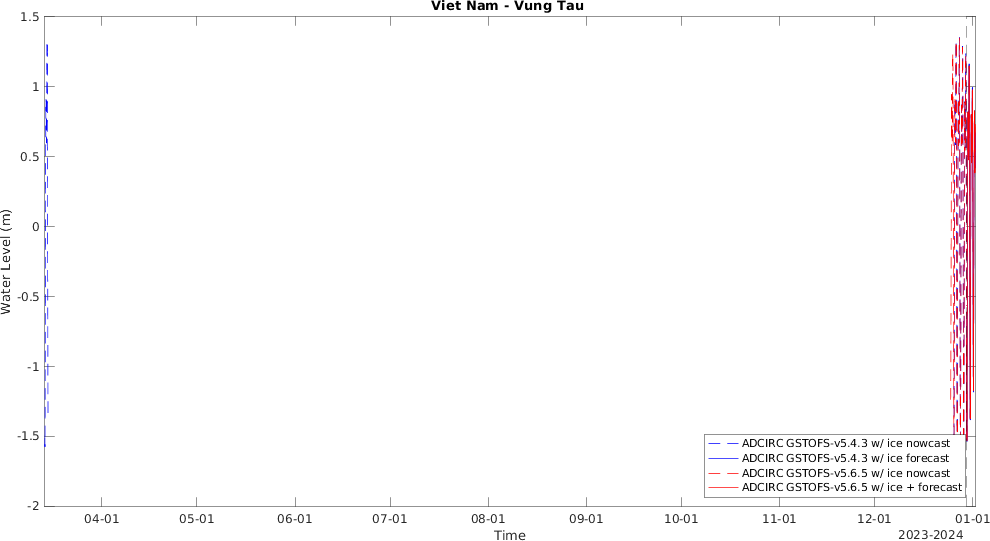 Viet Nam - Vung Tau
1.5
1
0.5
0
-0.5
-1
-1.5
-2
Water Level (m)
ADCIRC GSTOFS-v5.4.3 w/ ice nowcast
ADCIRC GSTOFS-v5.4.3 w/ ice forecast
ADCIRC GSTOFS-v5.6.5 w/ ice nowcast
ADCIRC GSTOFS-v5.6.5 w/ ice + forecast
04-01 05-01 06-01 07-01 08-01 09-01 10-01 11-01 12-01 01-01
Time
2023-2024